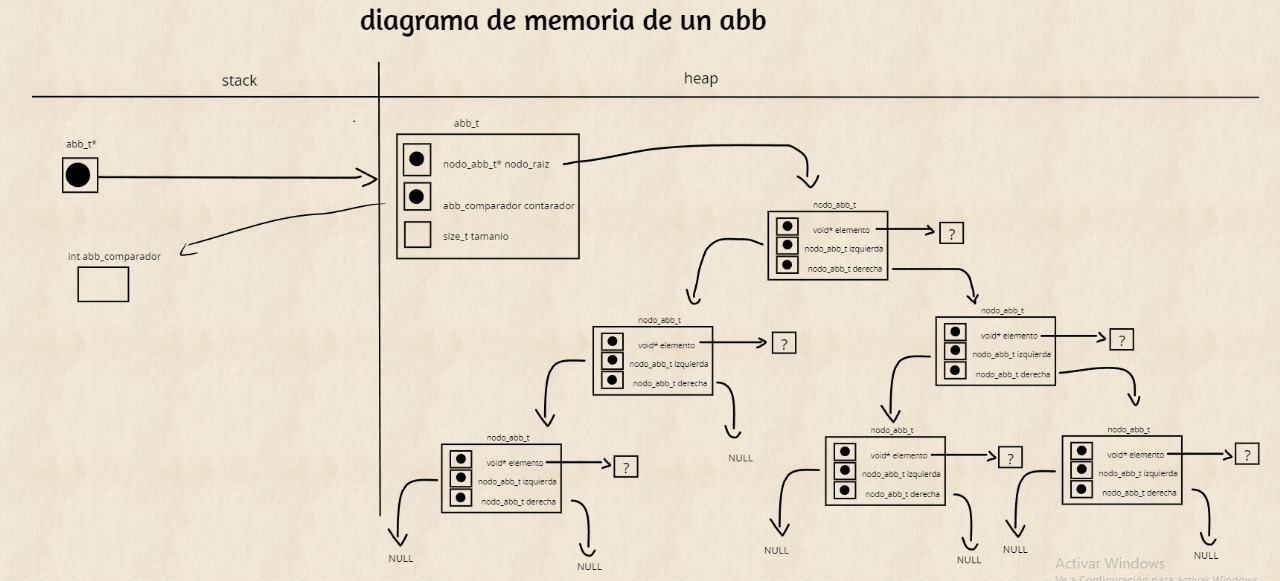 diagrama de memoria de un abb
stack
heap
abb_t*
abb_t
nodo_abb_t* nodo_raiz
abb_comparador contarador
size_t tamanio
int abb_comparador
nodo_abb_t
void* elemento
?
nodo_abb_t izquierda
nodo_abb_t derecha
nodo_abb_t
void* elemento
?
nodo_abb_t izquierda
nodo_abb_t derecha
NULL
nodo_abb_t
void* elemento
?
nodo_abb_t izquierda
nodo_abb_t derecha
nodo_abb_t
void* elemento
?
nodo_abb_t izquierda
nodo_abb_t derecha
NULL
NULL
nodo_abb_t
void* elemento
?
nodo_abb_t izquierda
nodo_abb_t derecha
NULL
NULL
nodo_abb_t
void* elemento
?
nodo_abb_t izquierda
nodo_abb_t derecha
NULL
NULL
Activar Windows
Ve a Configuración para activar Windows.